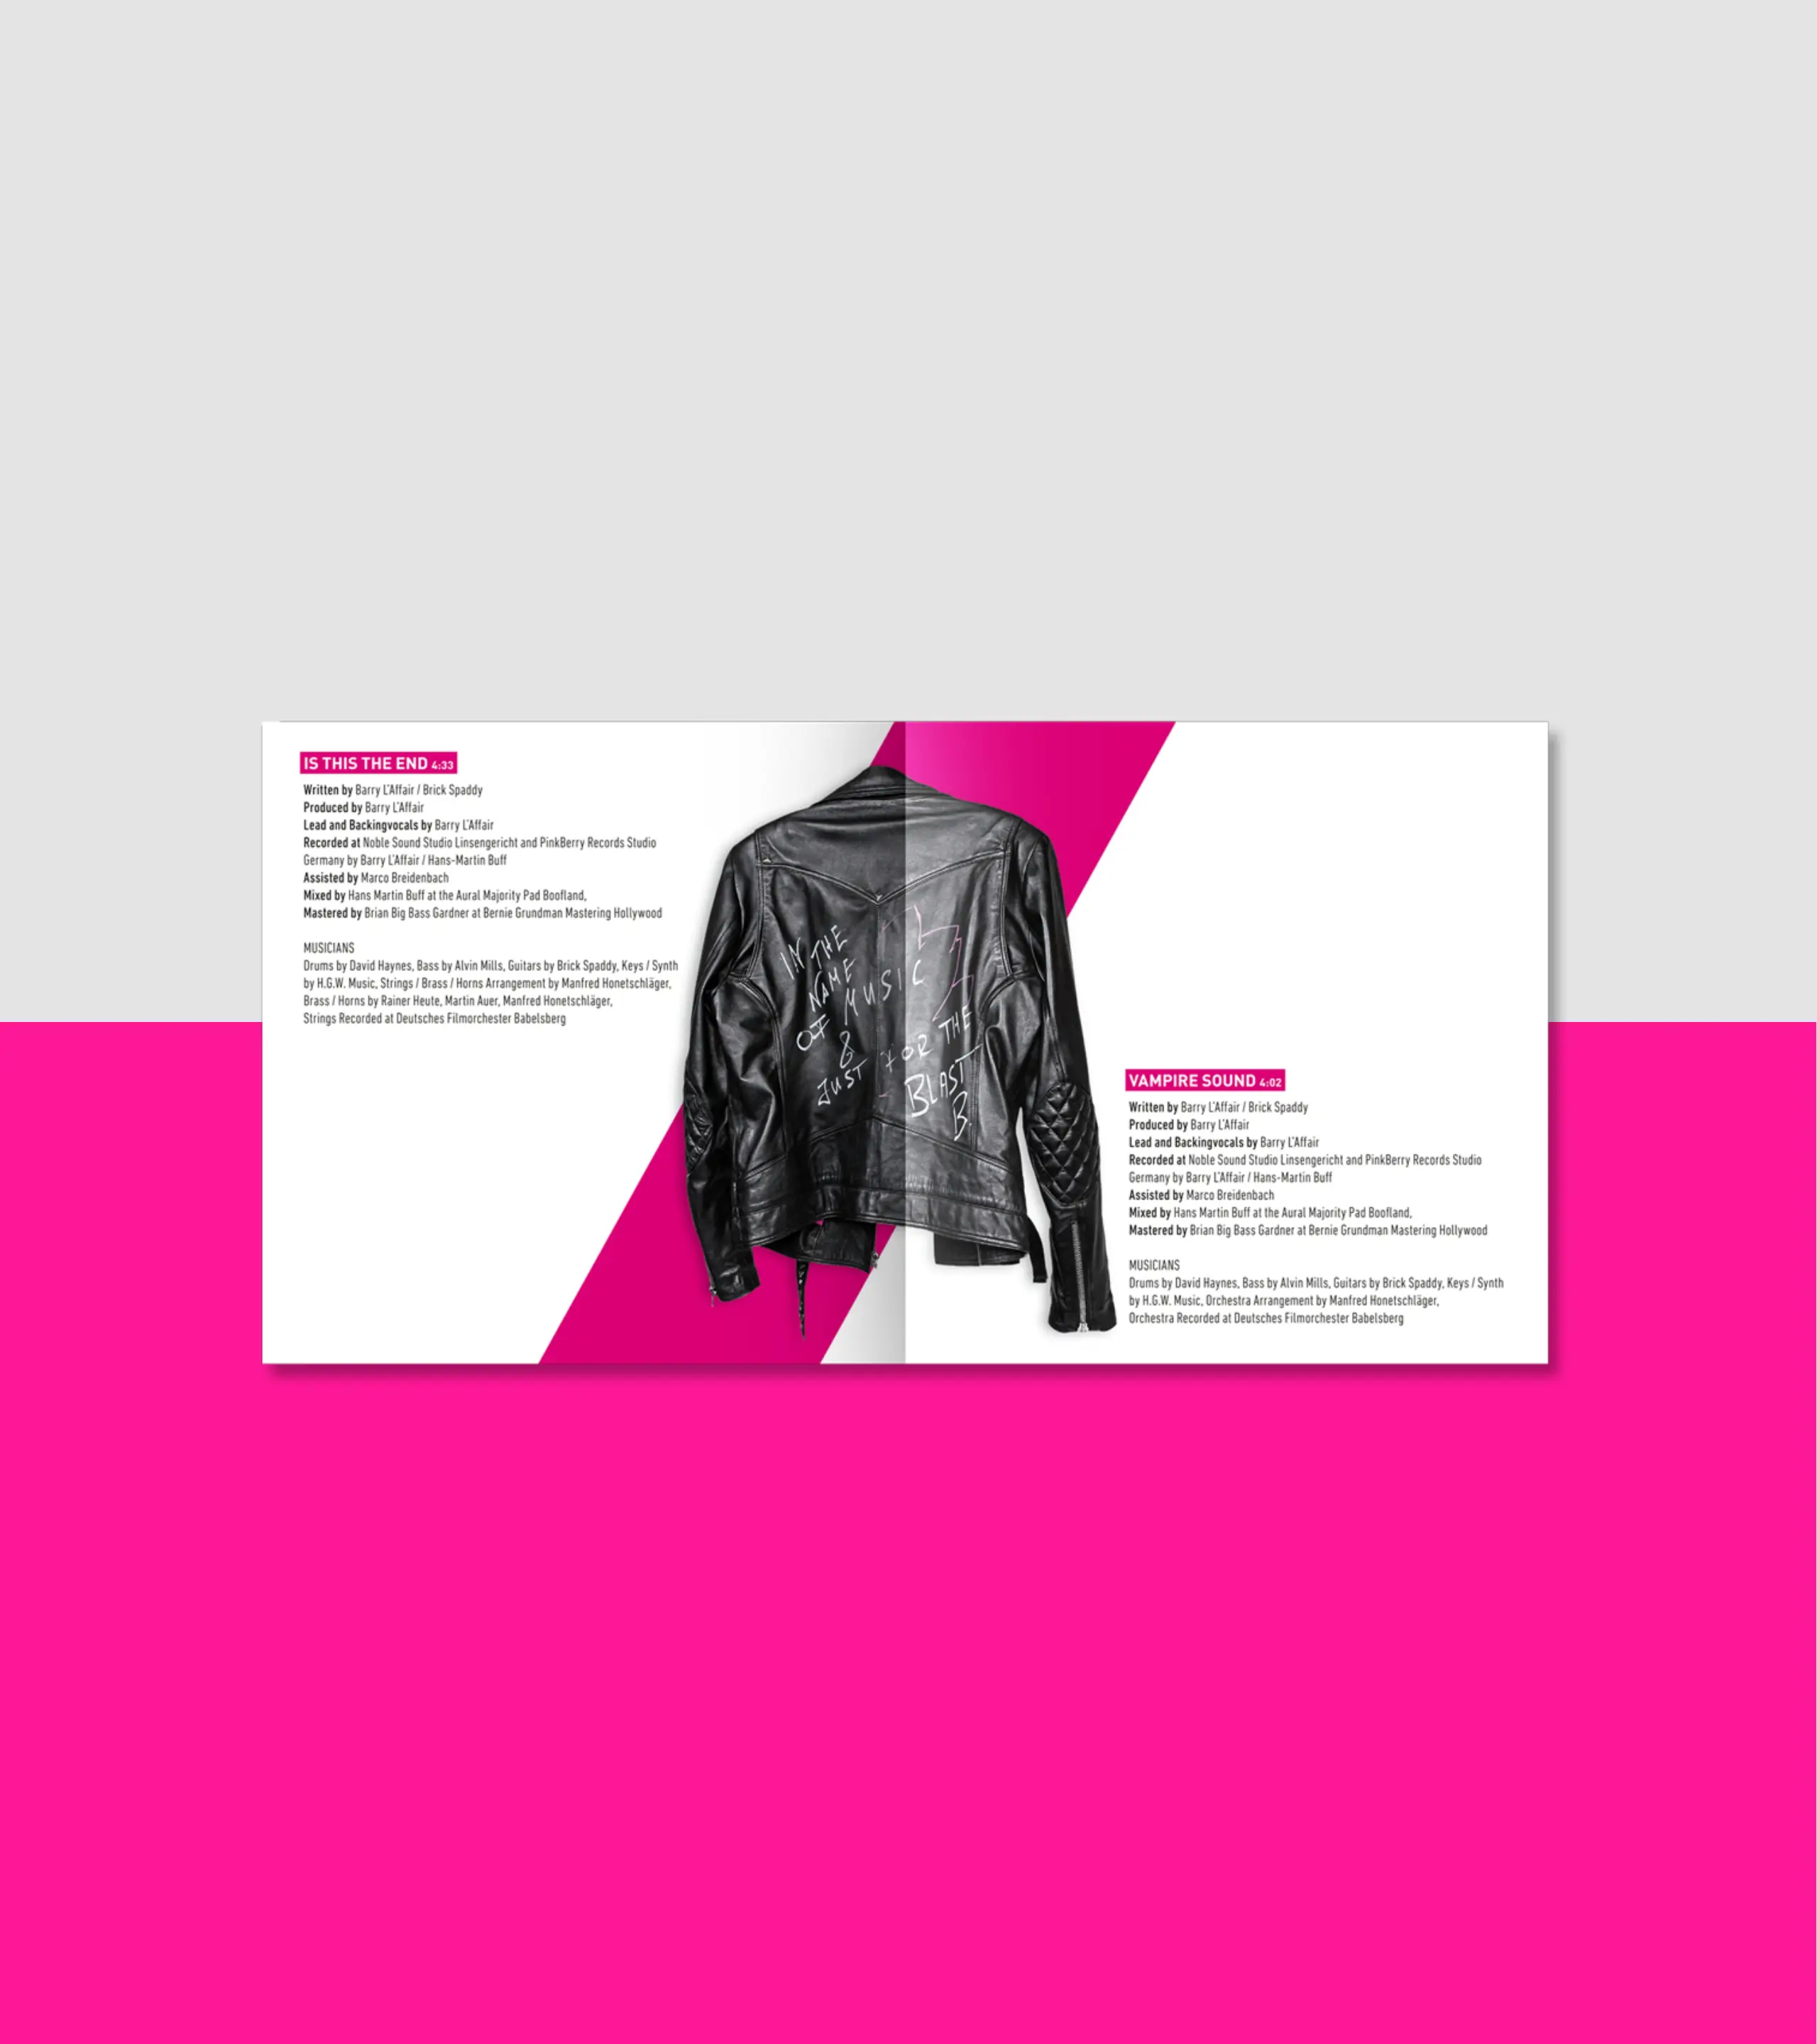 IS THIS THE END 4:33
Written by Barry L'Affair / Brick Spaddy
Produced by Barry L'Affair
Lead and Backingvocals by Barry L'Affair
Recorded at Noble Sound Studio Linsengericht and PinkBerry Records Studio
Germany by Barry L'Affair / Hans-Martin Buff
Assisted by Marco Breidenbach
Mixed by Hans Martin Buff at the Aural Majority Pad Boofland,
Mastered by Brian Big Bass Gardner at Bernie Grundman Mastering Hollywood
MUSICIANS
Drums by David Haynes, Bass by Alvin Mills, Guitars by Brick Spaddy, Keys / Synth
by H.G.W. Music, Strings / Brass / Horns Arrangement by Manfred Honetschläger,
Brass / Horns by Rainer Heute, Martin Auer, Manfred Honetschläger,
Strings Recorded at Deutsches Filmorchester Babelsberg
IN THE
NAME
OF MUSIC
&
JUST FOR THE
BLAST
B.
VAMPIRE SOUND 4:02
Written by Barry L'Affair / Brick Spaddy
Produced by Barry L'Affair
Lead and Backingvocals by Barry L'Affair
Recorded at Noble Sound Studio Linsengericht and PinkBerry Records Studio
Germany by Barry L'Affair / Hans-Martin Buff
Assisted by Marco Breidenbach
Mixed by Hans Martin Buff at the Aural Majority Pad Boofland,
Mastered by Brian Big Bass Gardner at Bernie Grundman Mastering Hollywood
MUSICIANS
Drums by David Haynes, Bass by Alvin Mills, Guitars by Brick Spaddy, Keys / Synth
by H.G.W. Music, Orchestra Arrangement by Manfred Honetschläger,
Orchestra Recorded at Deutsches Filmorchester Babelsberg